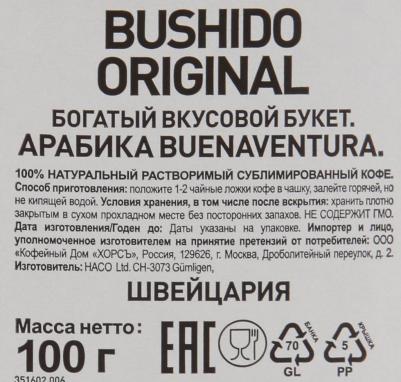 BUSHIDO
ORIGINAL
БОГАТЫЙ ВКУСОВОЙ БУКЕТ.
АРАБИКА BUENAVENTURA.
100% НАТУРАЛЬНЫЙ РАСТВОРИМЫЙ СУБЛИМИРОВАННЫЙ КОФЕ.
Способ приготовления: положите 1-2 чайные ложки кофе в чашку, залейте горячей, но
не кипящей водой. Условия хранения, в том числе после вскрытия: хранить плотно
закрытым в сухом прохладном месте без посторонних запахов. НЕ СОДЕРЖИТ ГМО.
Дата изготовления/Годен до: Даты указаны на упаковке. Импортер и лицо,
уполномоченное изготовителем на принятие претензий от потребителей: ООО
«Кофейный Дом «ХОРСЪ», Россия, 129626, г. Москва, Дроболитейный переулок, д. 2.
Изготовитель: HACO Ltd. CH-3073 Gümligen,
ШВЕЙЦАРИЯ
Масса нетто:
100 г
351602.006
EAC
70
GL
БАНКА
5
PP
КРЫШКА